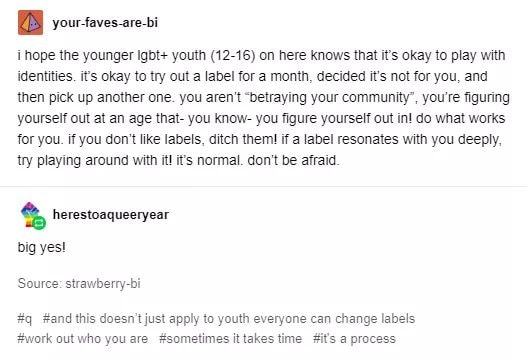 your-faves-are-bi
i hope the younger lgbt+ youth (12-16) on here knows that it's okay to play with
identities. it's okay to try out a label for a month, decided it's not for you, and
then pick up another one. you aren't “betraying your community”, you're figuring
yourself out at an age that- you know- you figure yourself out in! do what works
for you. if you don't like labels, ditch them! if a label resonates with you deeply,
try playing around with it! it's normal. don't be afraid.
herestoaqueeryear
big yes!
Source: strawberry-bi
#q #and this doesn't just apply to youth everyone can change labels
#work out who you are #sometimes it takes time #it's a process